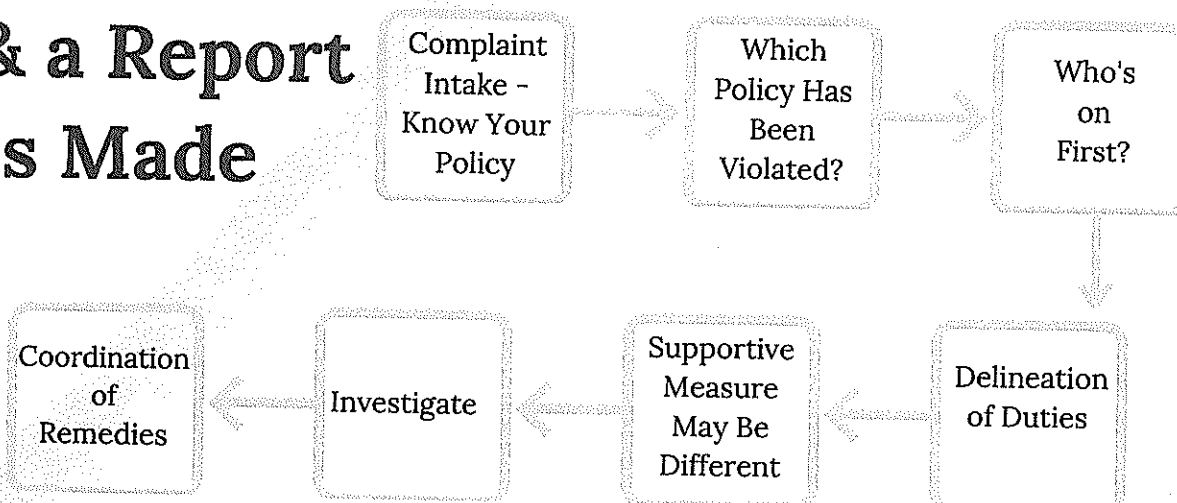 & a Report
s Made
Complaint
Intake -
Know Your
Policy
Which
Policy Has
Been
Violated?
Who's
on
First?
Delineation
of Duties
Supportive
Measure
May Be
Different
Investigate
Coordination
of
Remedies